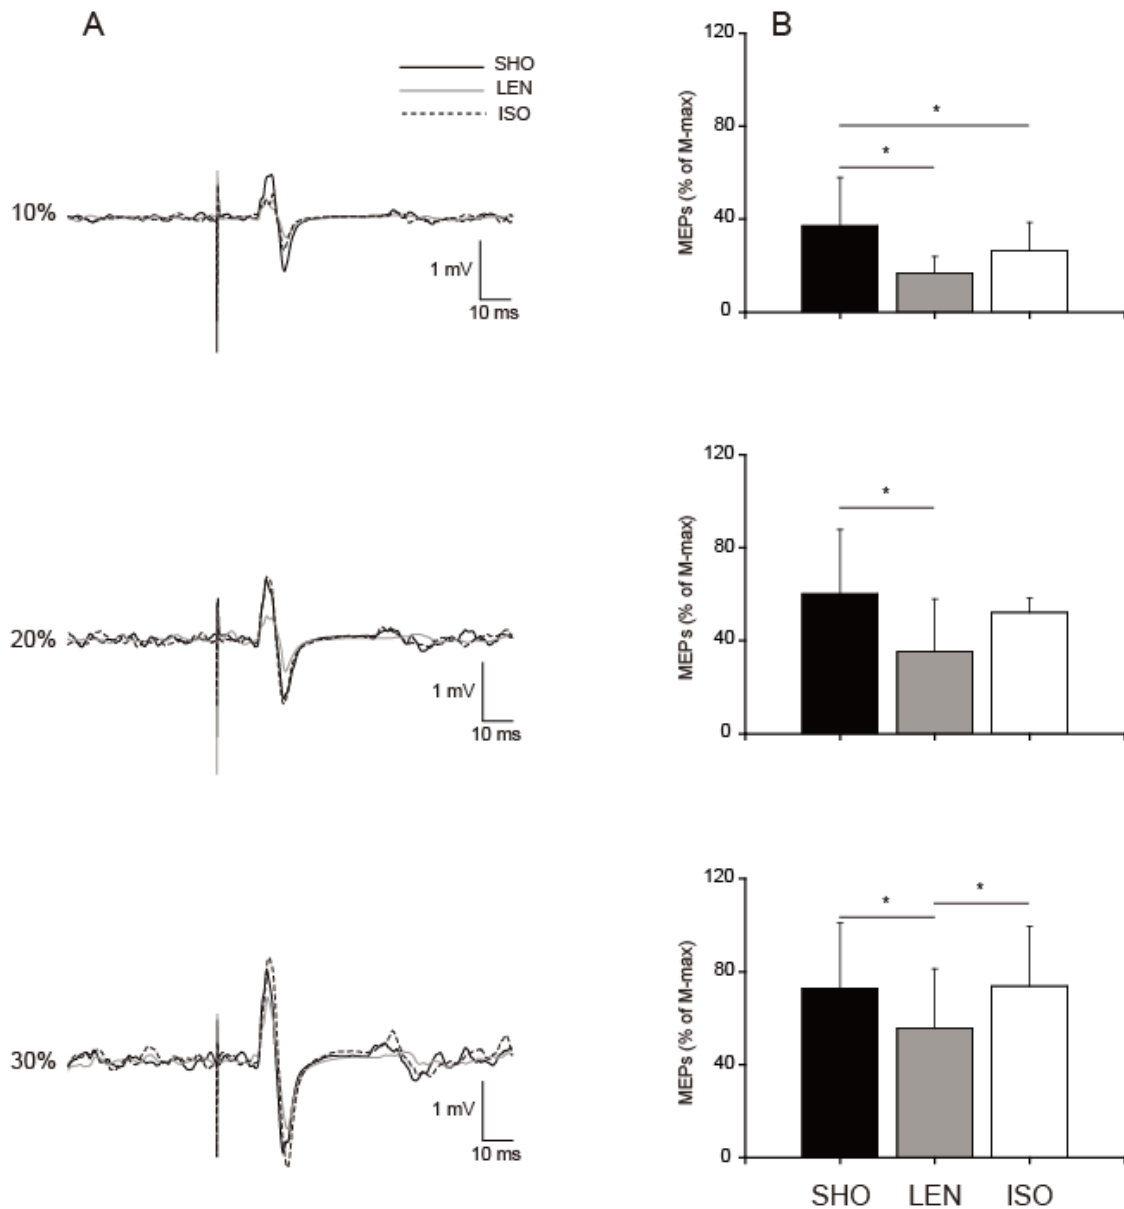 A
SHO
LEN
ISO
10%
1 mV
10 ms
20%
1 mV
10 ms
30%
1 mV
10 ms
B
MEPs (% of M-max)
120
80
40
0
*
*
MEPs (% of M-max)
120
80
40
0
*
MEPs (% of M-max)
120
80
40
0
*
*
SHO LEN ISO